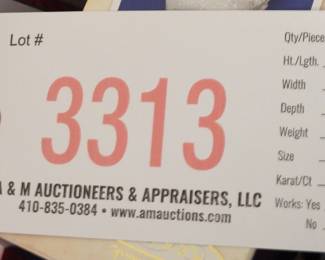 Lot #
3313
A & M AUCTIONEERS & APPRAISERS, LLC
410-835-0384 • www.amauctions.com
Qty/Piece
Ht./Lgth.
Width
Depth
Weight
Size
Karat/Ct
Works: Yes
No